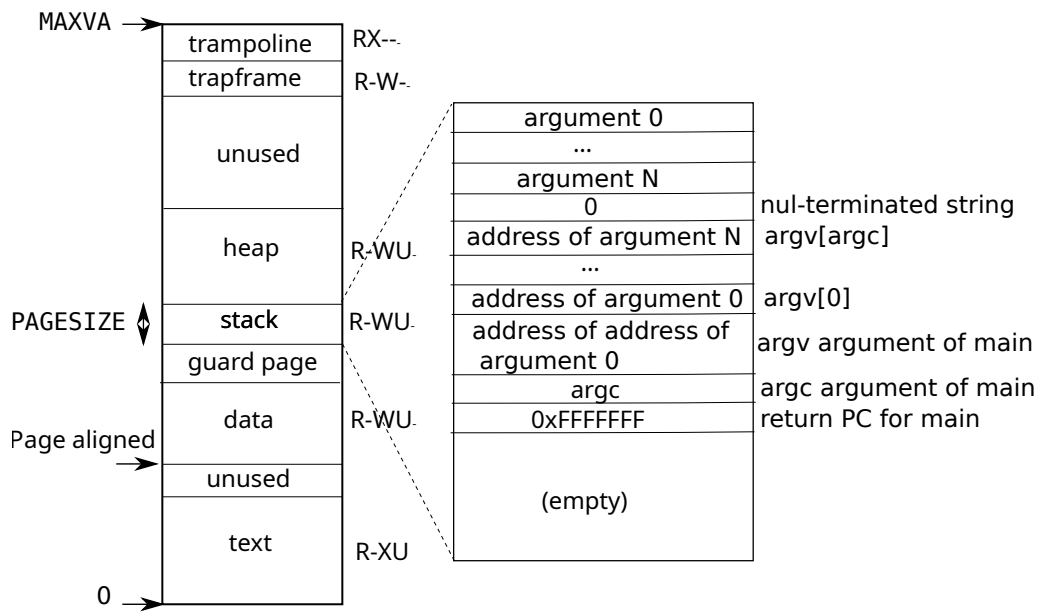 MAXVA
trampoline RX--
trapframe R-W--
unused
heap R-WU-
PAGESIZE stack R-WU-
guard page
data R-WU-
Page aligned
unused
text R-XU
0
argument 0
...
argument N
0 nul-terminated string
address of argument N argv[argc]
...
address of argument 0 argv[0]
address of address of
argument 0 argv argument of main
argc argc argument of main
0xFFFFFFF return PC for main
(empty)